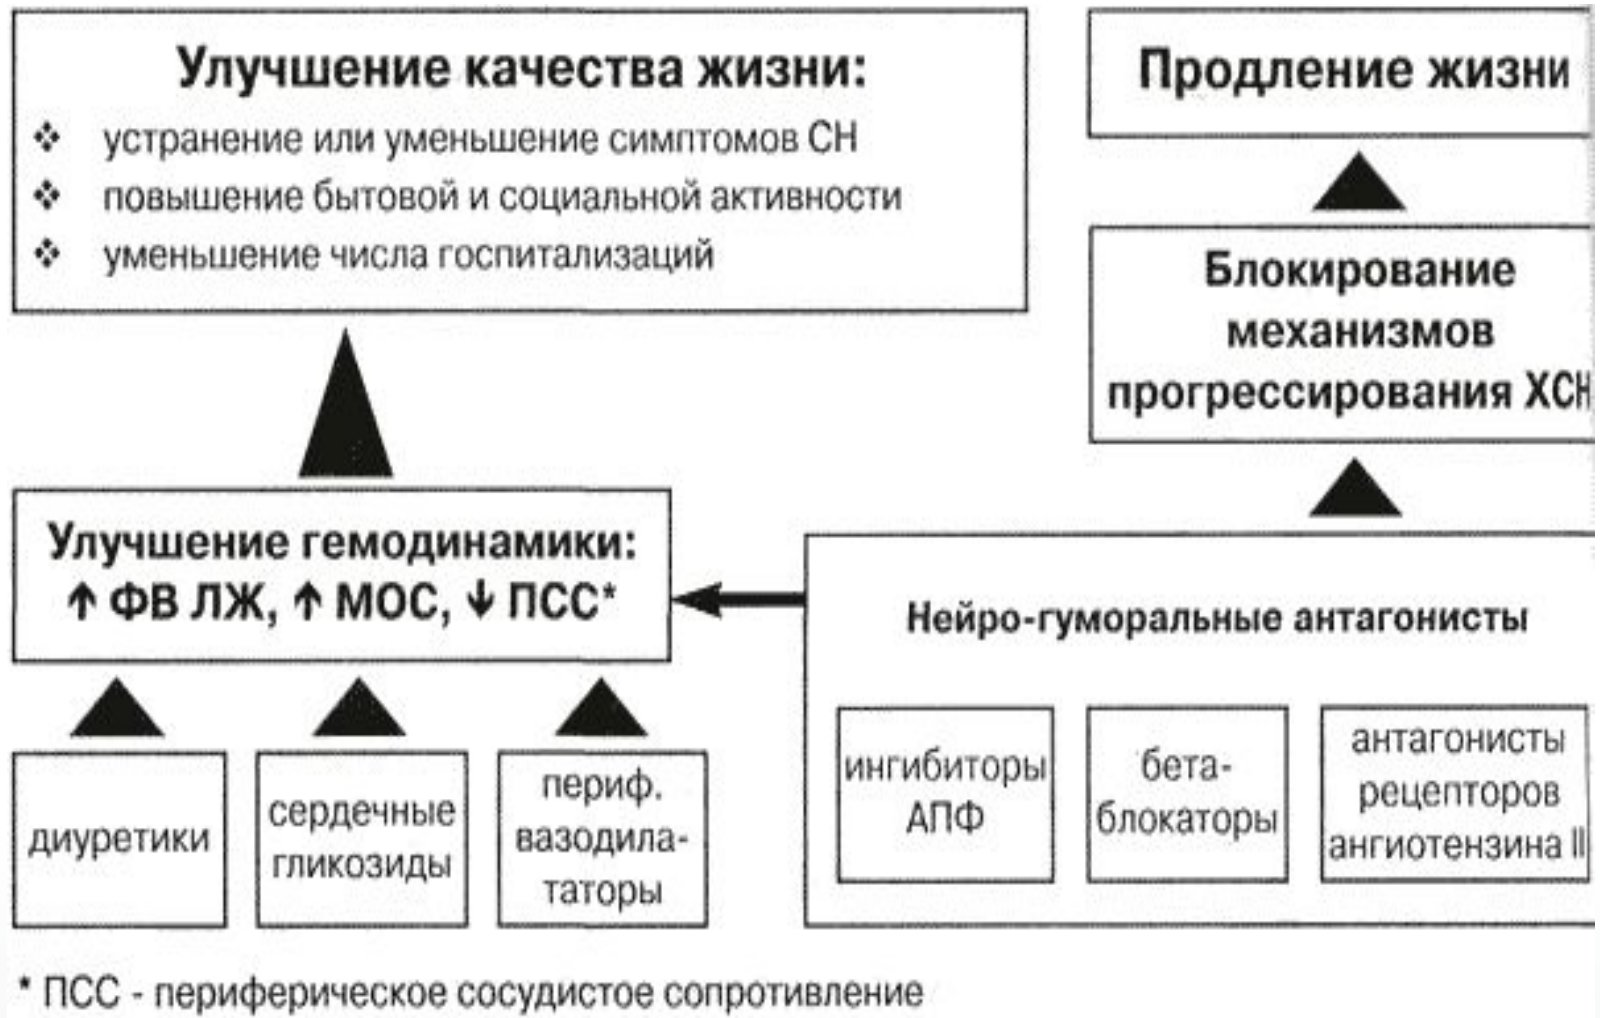 Улучшение качества жизни:
❖ устранение или уменьшение симптомов СН
❖ повышение бытовой и социальной активности
❖ уменьшение числа госпитализаций
Продление жизни
Блокирование
механизмов
прогрессирования ХСН
Улучшение гемодинамики:
↑ ФВ ЛЖ, ↑ МОС, ↓ ПСС*
Нейро-гуморальные антагонисты
диуретики
сердечные
гликозиды
периф.
вазодила-
таторы
ингибиторы
АПФ
бета-
блокаторы
антагонисты
рецепторов
ангиотензина II
* ПСС - периферическое сосудистое сопротивление